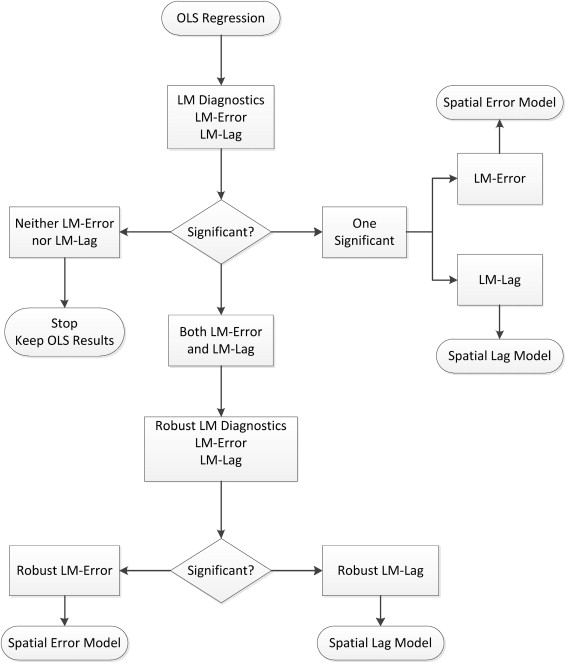 OLS Regression
LM Diagnostics
LM-Error
LM-Lag
Spatial Error Model
LM-Error
Neither LM-Error
nor LM-Lag
Significant?
One
Significant
LM-Lag
Stop
Keep OLS Results
Both LM-Error
and LM-Lag
Spatial Lag Model
Robust LM Diagnostics
LM-Error
LM-Lag
Robust LM-Error
Significant?
Robust LM-Lag
Spatial Error Model
Spatial Lag Model